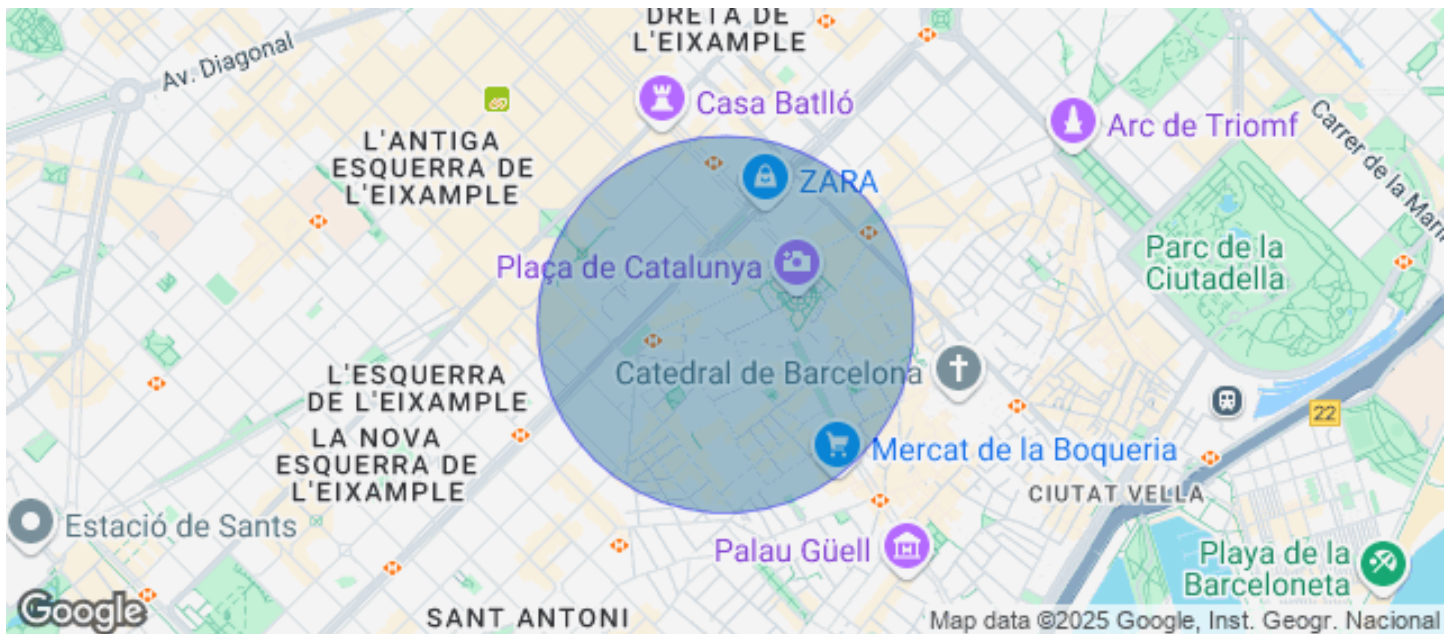 DRETA DE
L'EIXAMPLE
Av. Diagonal
Casa Batlló
Arc de Triomf
Carrer de la Mari
L'ANTIGA
ESQUERRA DE
L'EIXAMPLE
ZARA
Plaça de Catalunya
Parc de la
Ciutadella
L'ESQUERRA
DE L'EIXAMPLE
Catedral de Barcelona
22
LA NOVA
ESQUERRA DE
L'EIXAMPLE
Mercat de la Boqueria
CIUTAT VELLA
Estació de Sants
Palau Güell
Playa de la
Barceloneta
Google
SANT ANTONI
Map data ©2025 Google, Inst. Geogr. Nacional